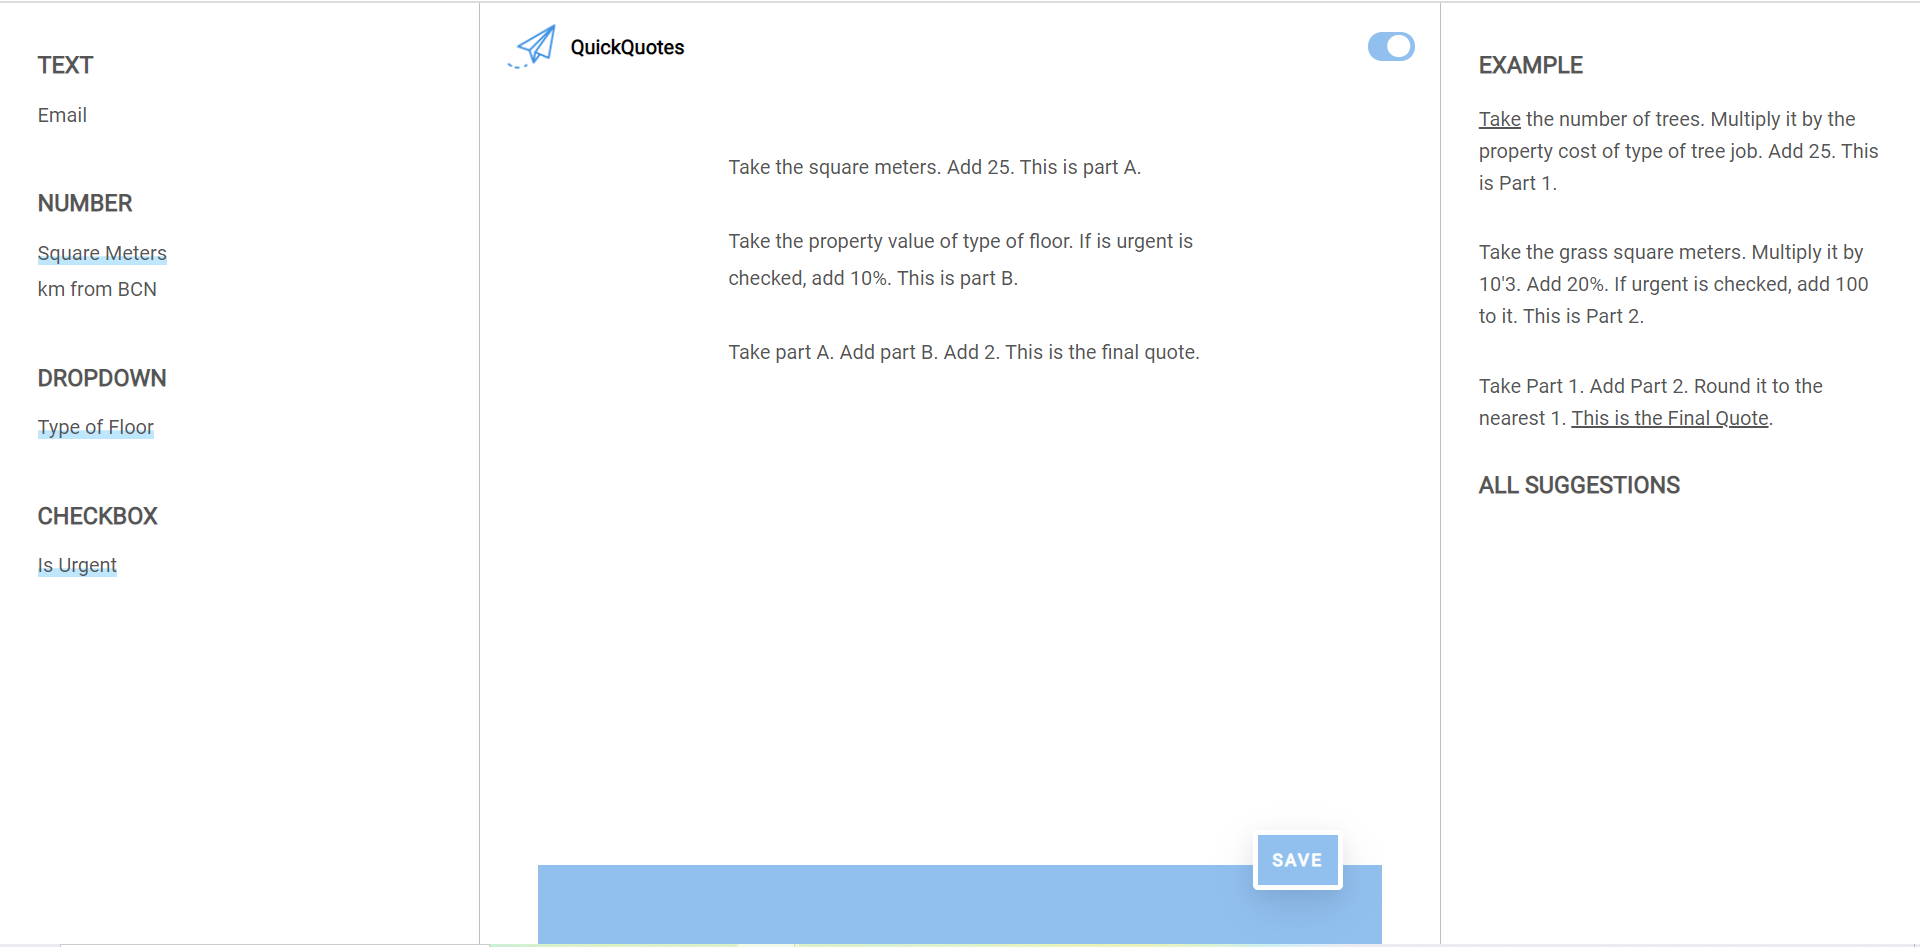 TEXT
Email
NUMBER
Square Meters
km from BCN
DROPDOWN
Type of Floor
CHECKBOX
Is Urgent
QuickQuotes
Take the square meters. Add 25. This is part A.
Take the property value of type of floor. If is urgent is
checked, add 10%. This is part B.
Take part A. Add part B. Add 2. This is the final quote.
SAVE
EXAMPLE
Take the number of trees. Multiply it by the
property cost of type of tree job. Add 25. This
is Part 1.
Take the grass square meters. Multiply it by
10'3. Add 20%. If urgent is checked, add 100
to it. This is Part 2.
Take Part 1. Add Part 2. Round it to the
nearest 1. This is the Final Quote.
ALL SUGGESTIONS